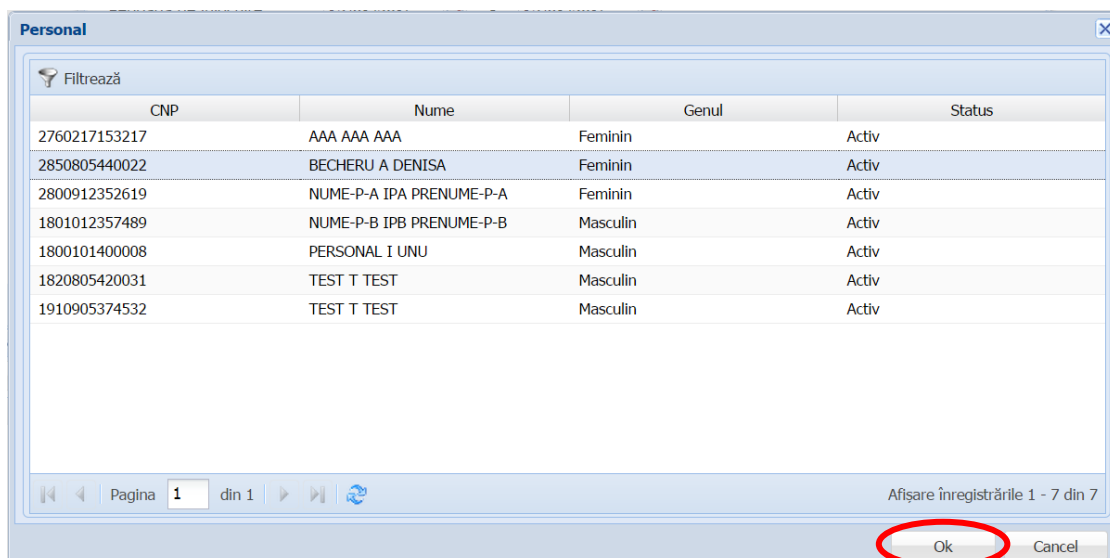 Personal
Filtrează
CNP Nume Genul Status
2760217153217 AAA AAA AAA Feminin Activ
2850805440022 BECHERU A DENISA Feminin Activ
2800912352619 NUME-P-A IPA PRENUME-P-A Feminin Activ
1801012357489 NUME-P-B IPB PRENUME-P-B Masculin Activ
1800101400008 PERSONAL I UNU Masculin Activ
1820805420031 TEST T TEST Masculin Activ
1910905374532 TEST T TEST Masculin Activ
Pagina 1 din 1 Afișare înregistrările 1 - 7 din 7
Ok Cancel